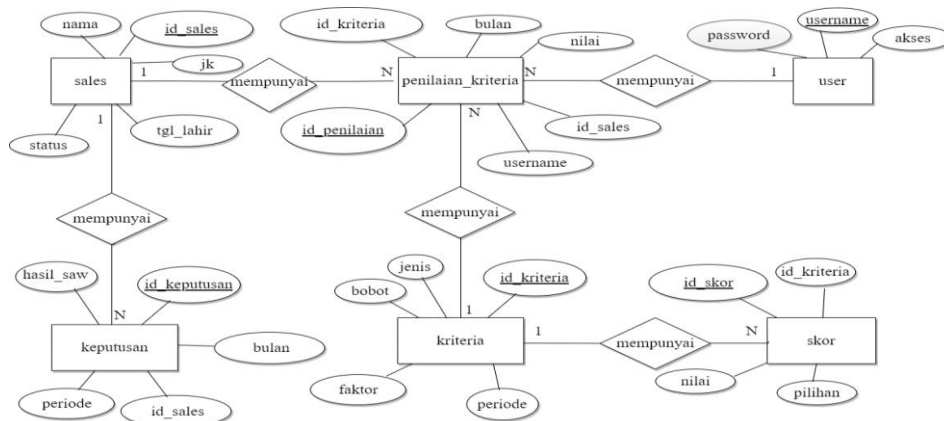 nama
id_sales
jk
sales
status
tgl_lahir
1
1
mempunyai
N
id_kriteria
bulan
nilai
penilaian_kriteria
id_penilaian
username
id_sales
N
N
mempunyai
1
password
username
akses
user
mempunyai
mempunyai
hasil_saw
id_keputusan
N
keputusan
bulan
periode
id_sales
jenis
bobot
id_kriteria
1
kriteria
faktor
periode
1
mempunyai
N
id_skor
id_kriteria
skor
nilai
pilihan